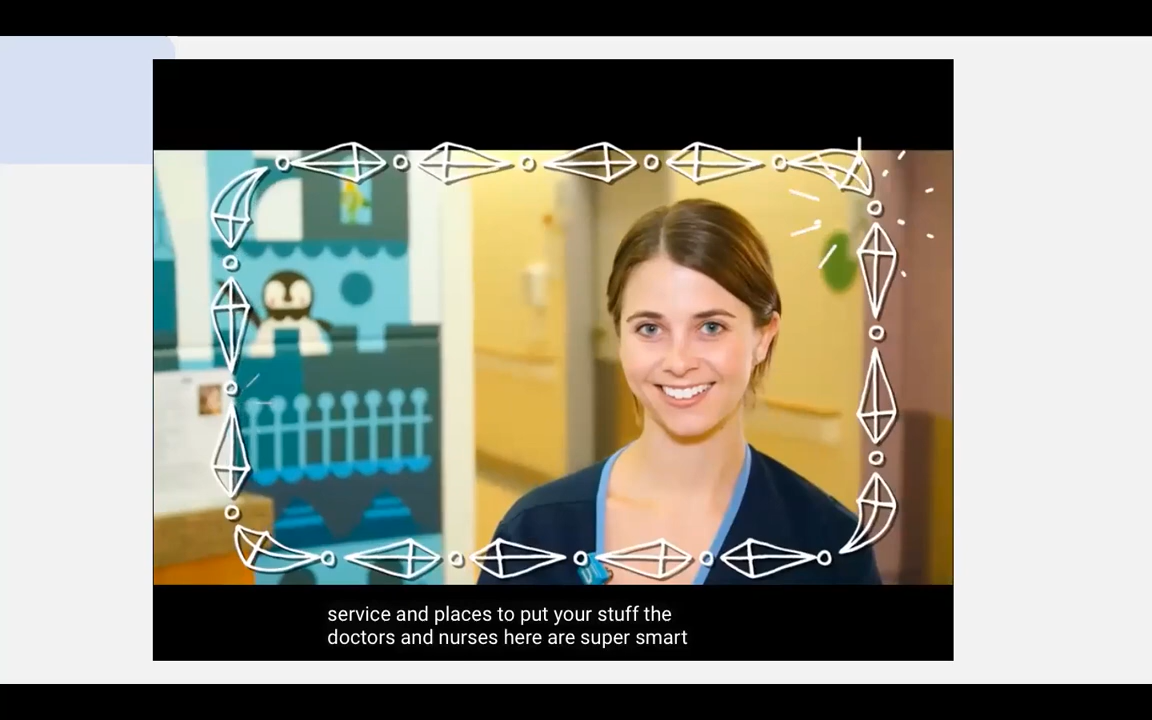 service and places to put your stuff the
doctors and nurses here are super smart